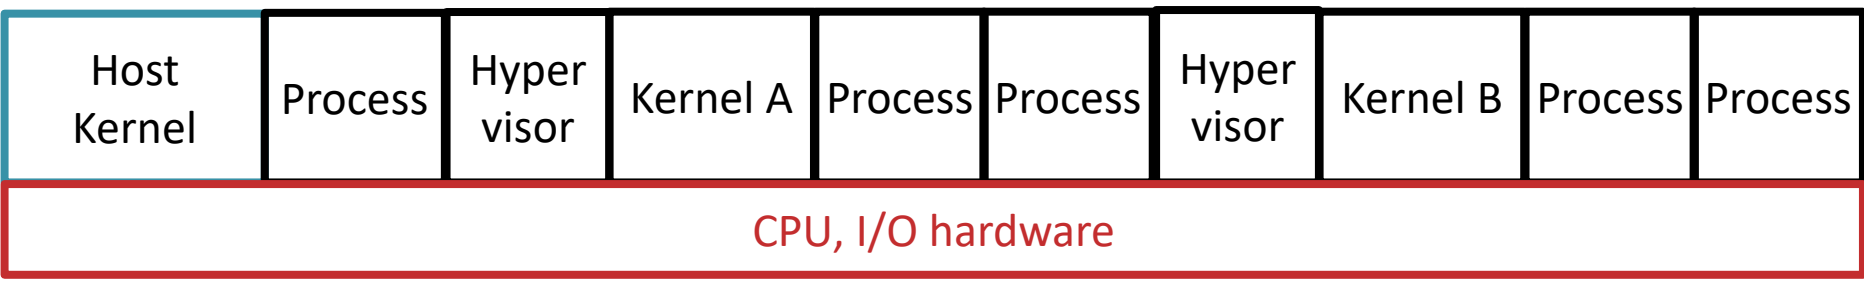 Host
Kernel
Process
Hyper
visor
Kernel A
Process
Process
Hyper
visor
Kernel B
Process
Process
CPU, I/O hardware